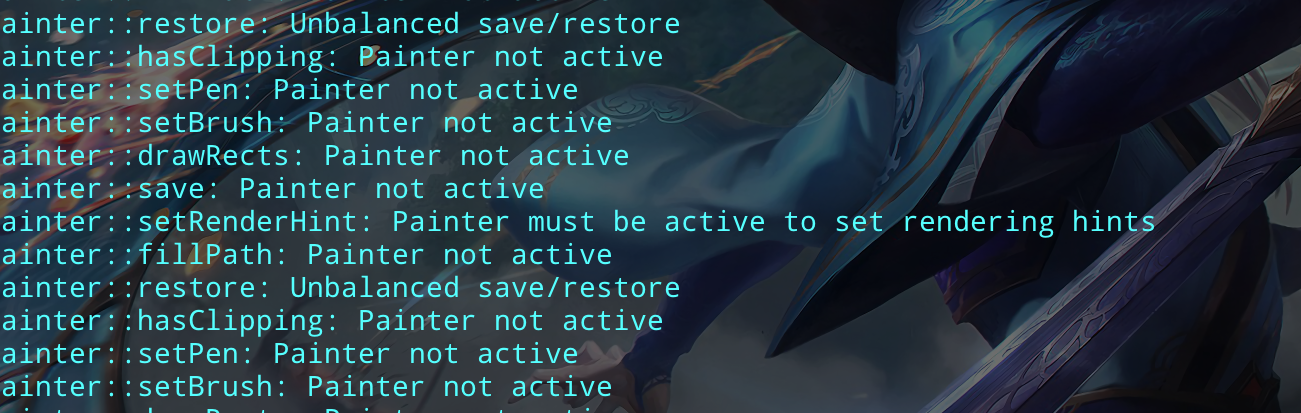 ainter::restore: Unbalanced save/restore
ainter::hasClipping: Painter not active
ainter::setPen: Painter not active
ainter::setBrush: Painter not active
ainter::drawRects: Painter not active
ainter::save: Painter not active
ainter::setRenderHint: Painter must be active to set rendering hints
ainter::fillPath: Painter not active
ainter::restore: Unbalanced save/restore
ainter::hasClipping: Painter not active
ainter::setPen: Painter not active
ainter::setBrush: Painter not active